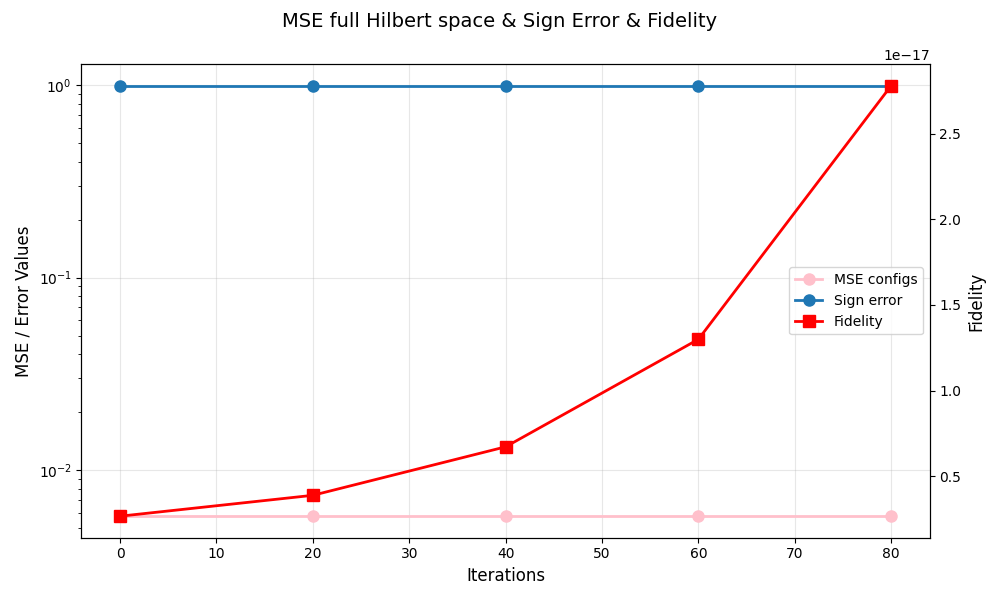 MSE full Hilbert space & Sign Error & Fidelity
1e−17
10⁰
10⁻¹
10⁻²
MSE / Error Values
2.5
2.0
1.5
1.0
0.5
Fidelity
MSE configs
Sign error
Fidelity
0 10 20 30 40 50 60 70 80
Iterations